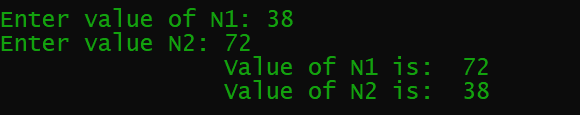 Enter value of N1: 38
Enter value N2: 72
Value of N1 is:  72
Value of N2 is:  38